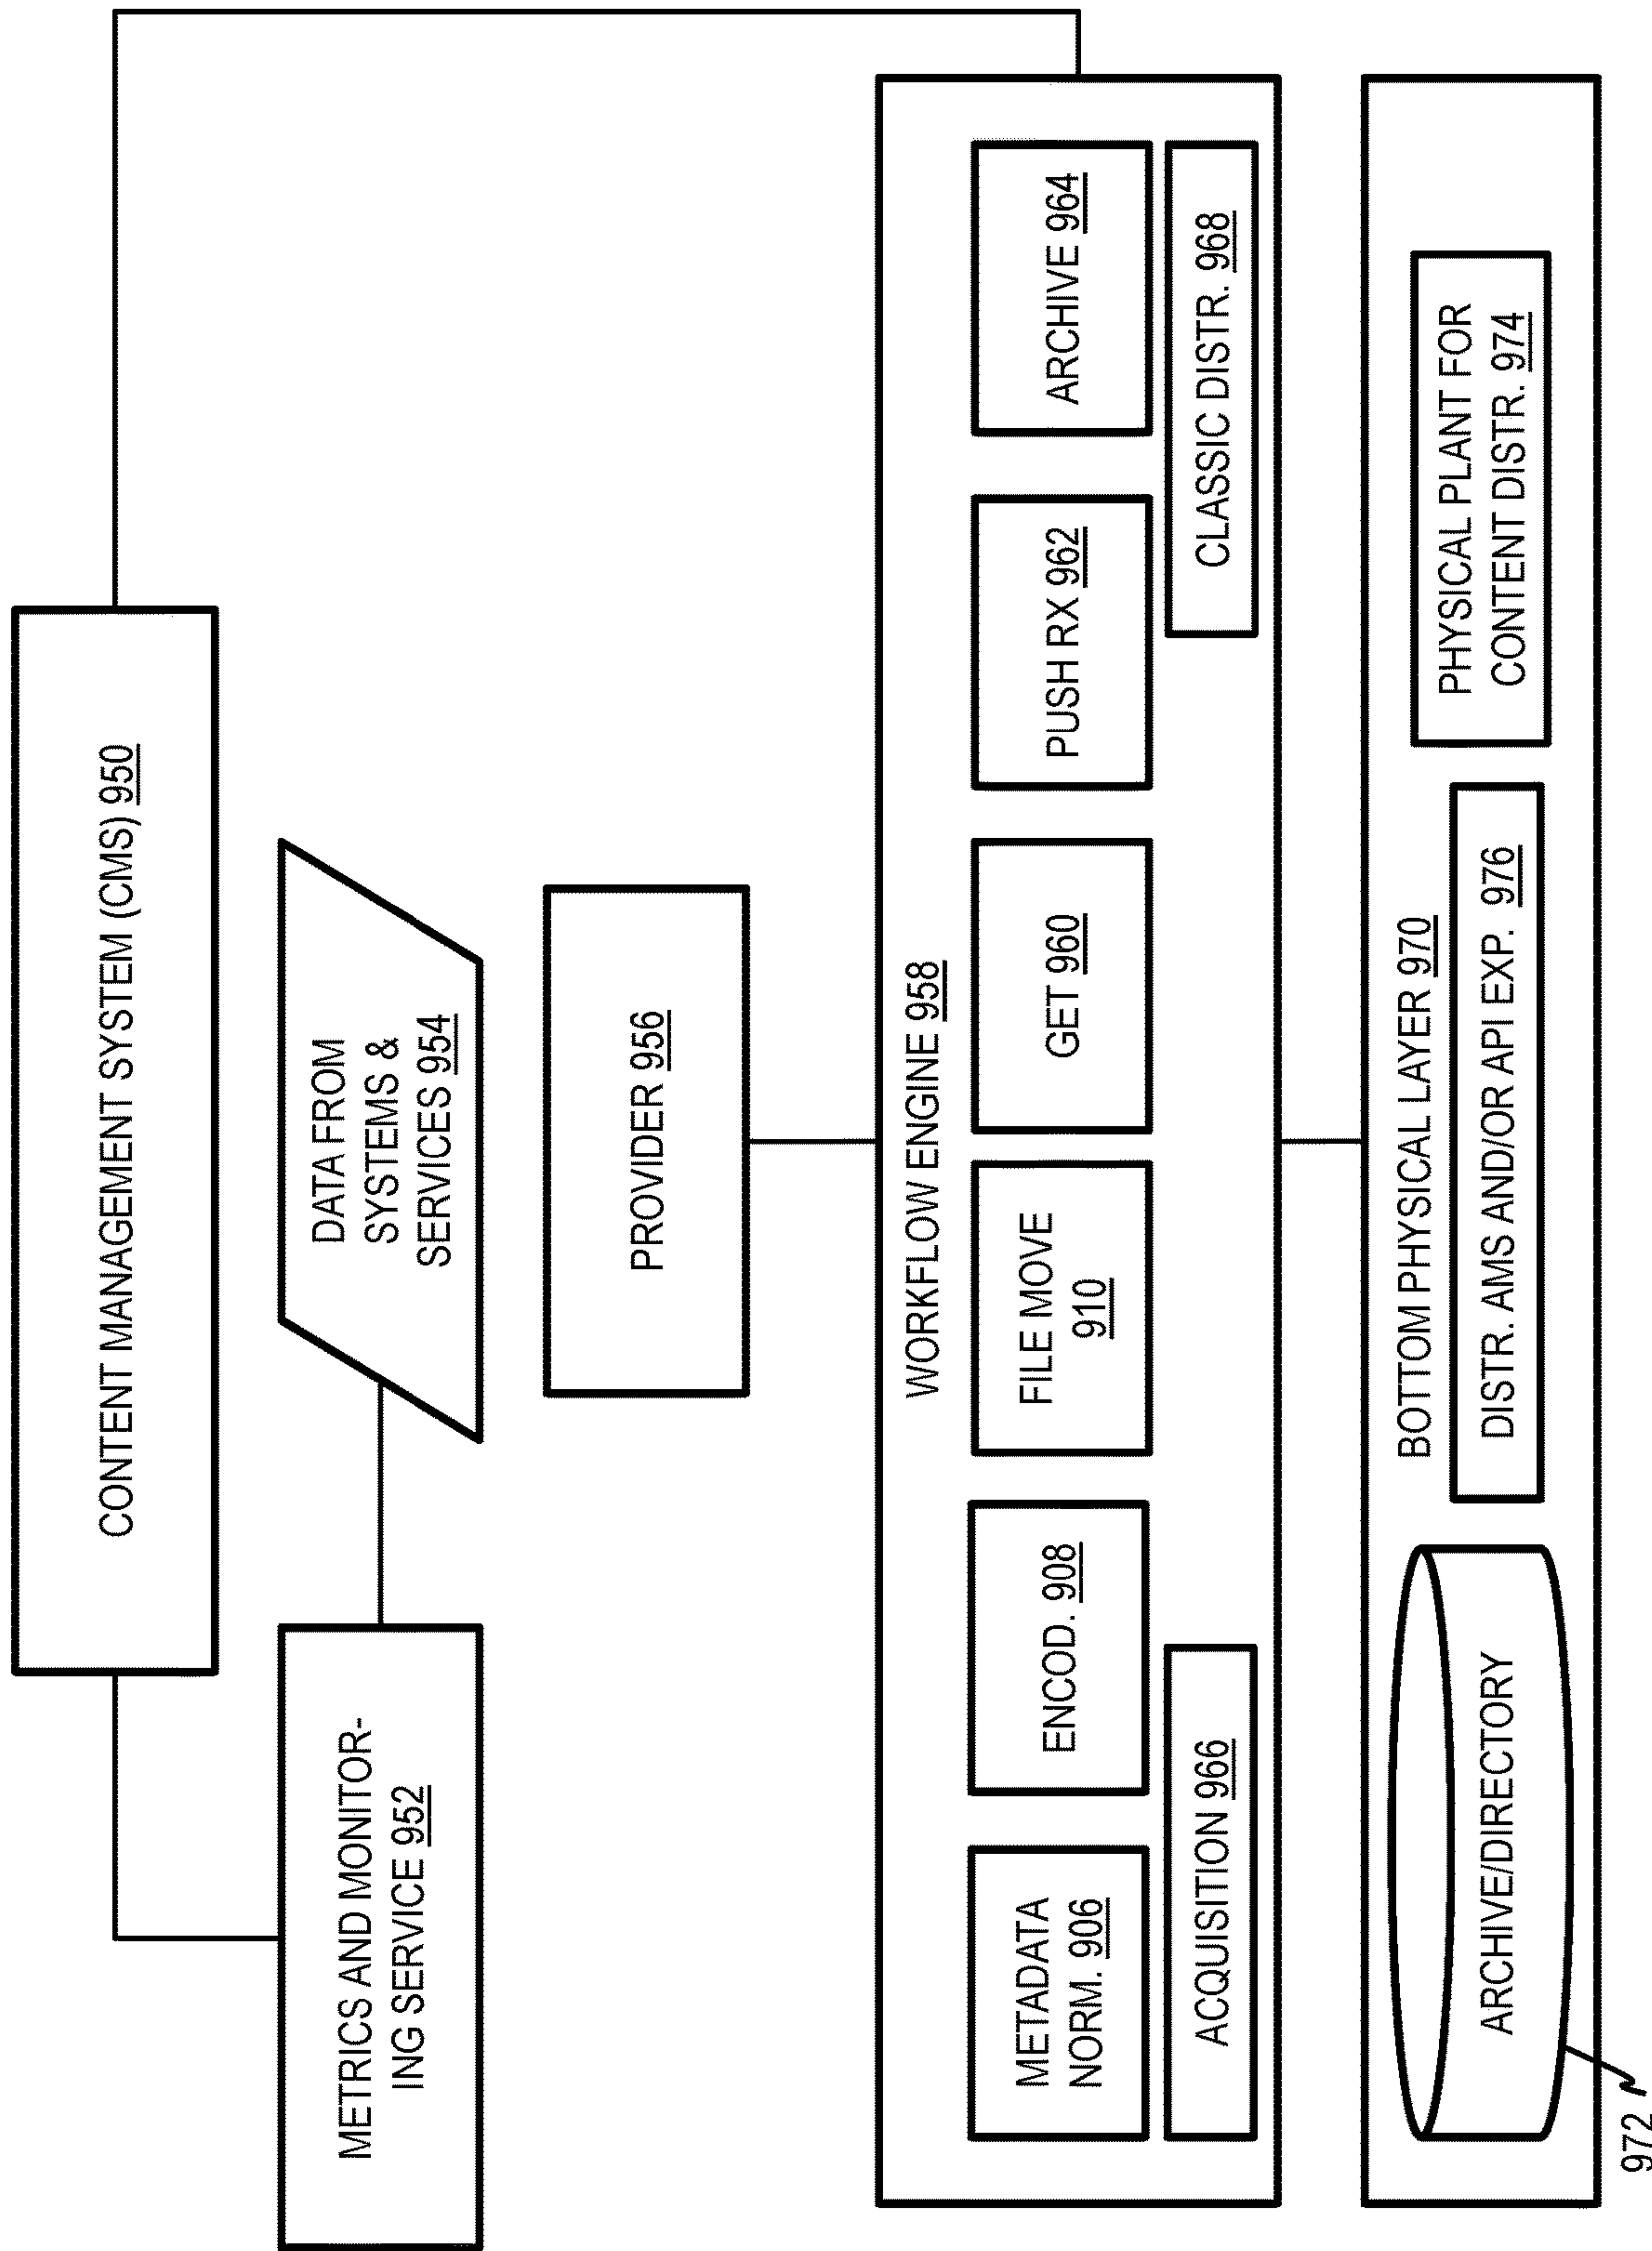 CONTENT MANAGEMENT SYSTEM (CMS) 950
METRICS AND MONITOR-
ING SERVICE 952
DATA FROM
SYSTEMS &
SERVICES 954
PROVIDER 956
WORKFLOW ENGINE 958
METADATA
NORM. 906
ENCOD. 908
FILE MOVE
910
GET 960
PUSH RX 962
ARCHIVE 964
ACQUISITION 966
CLASSIC DISTR. 968
BOTTOM PHYSICAL LAYER 970
ARCHIVE/DIRECTORY
DISTR. AMS AND/OR API EXP. 976
PHYSICAL PLANT FOR
CONTENT DISTR. 974
972